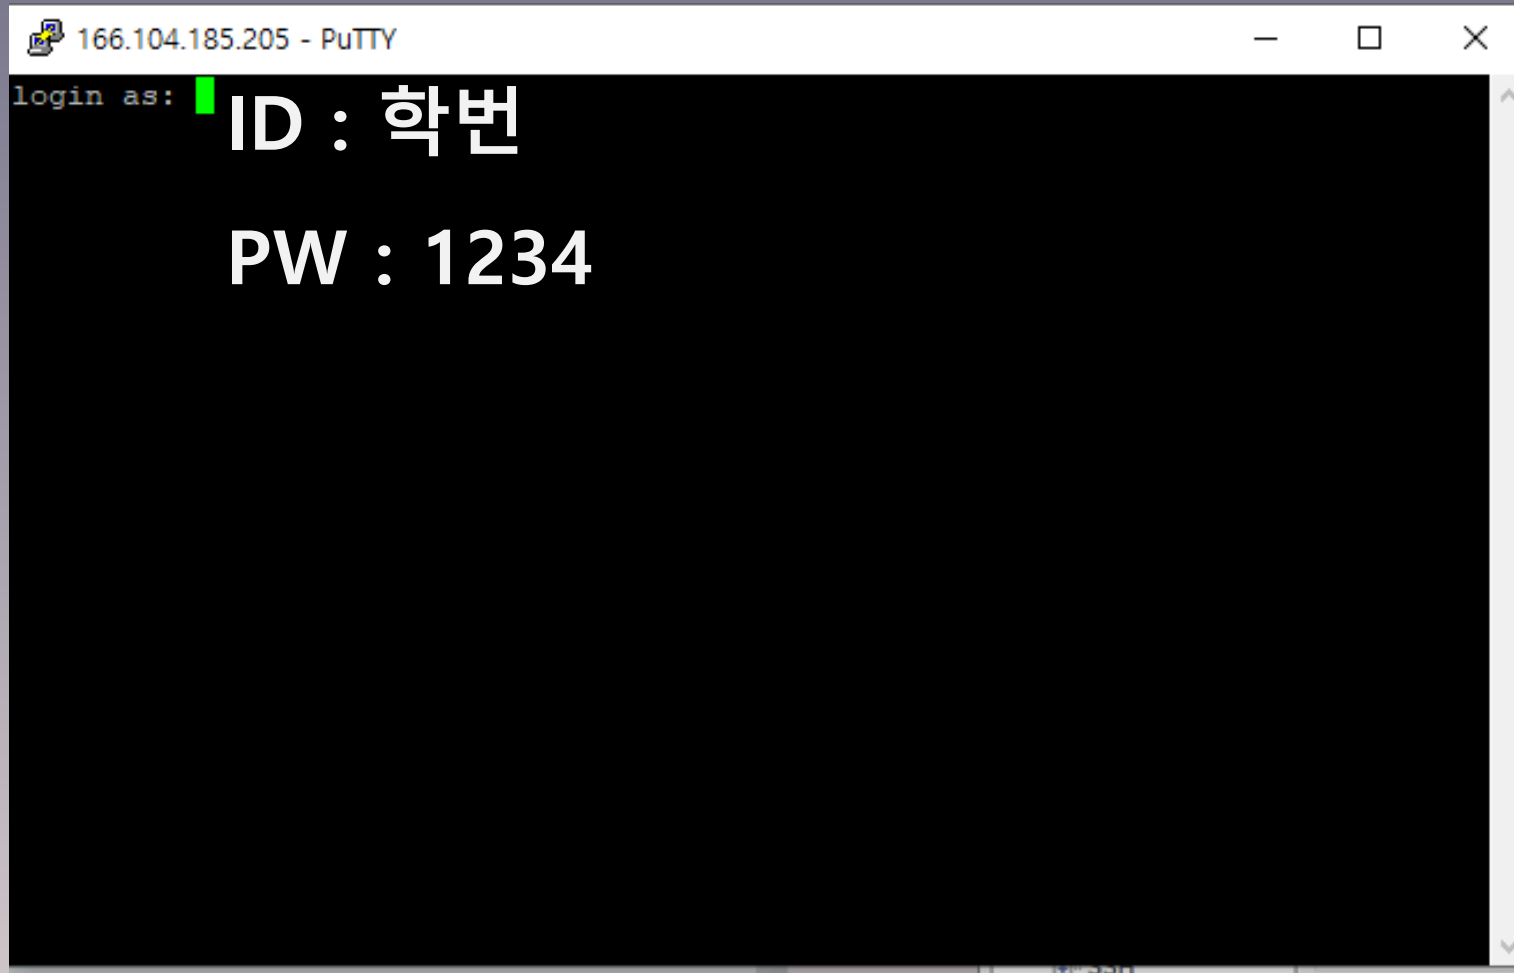 166.104.185.205 - PuTTY
login as:
ID : 학번
PW : 1234